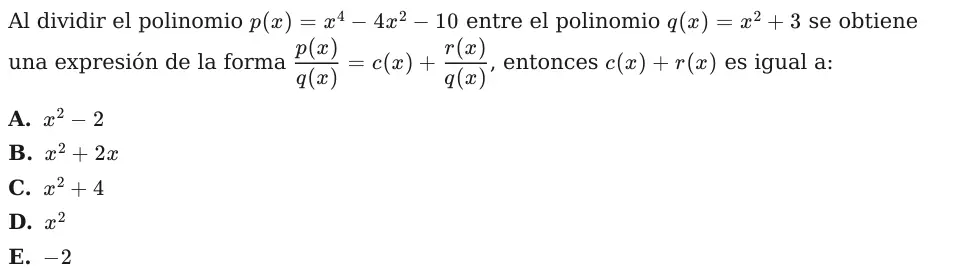 Al dividir el polinomio p(x) = x⁴ − 4x² − 10 entre el polinomio q(x) = x² + 3 se obtiene
una expresión de la forma p(x)/q(x) = c(x) + r(x)/q(x), entonces c(x) + r(x) es igual a:
A. x² − 2
B. x² + 2x
C. x² + 4
D. x²
E. −2